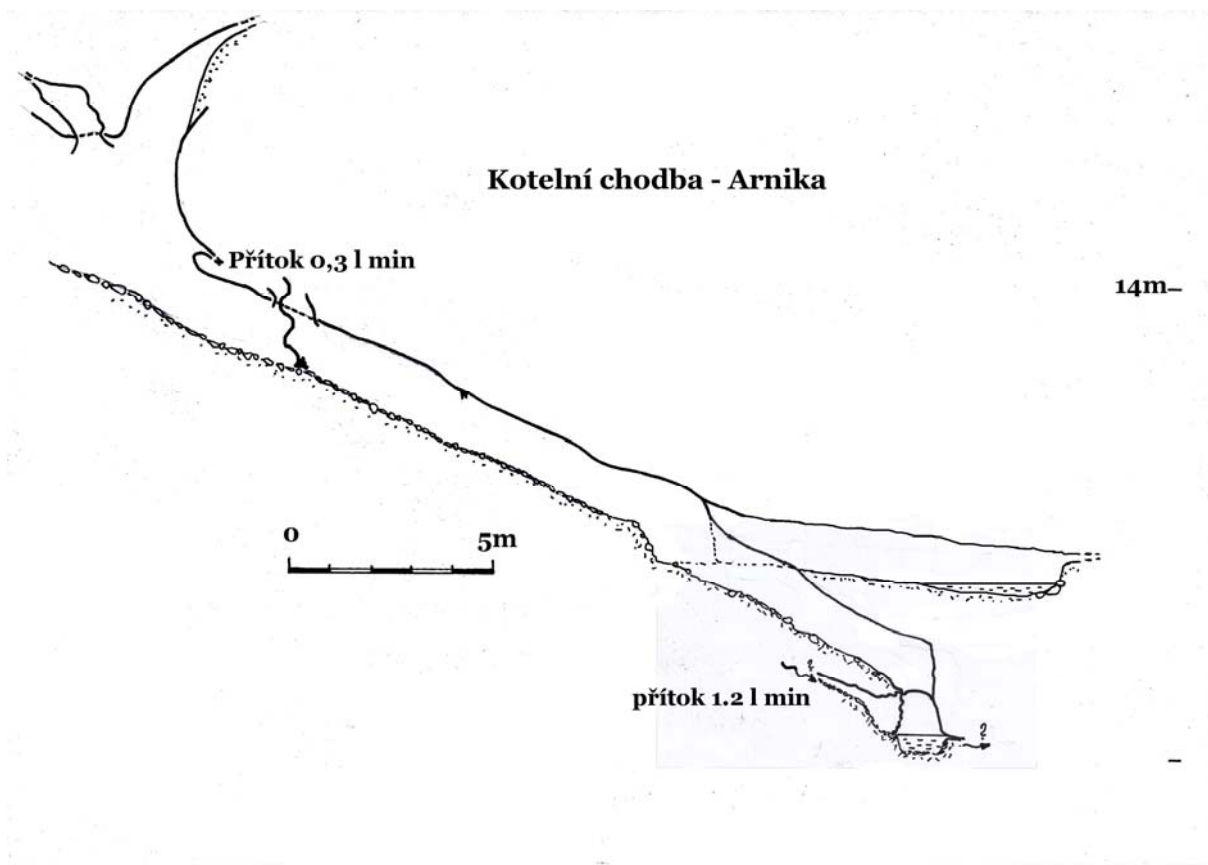 Kotelní chodba - Arnika
Přítok 0,3 l min
14m
0 5m
?
přítok 1.2 l min
?